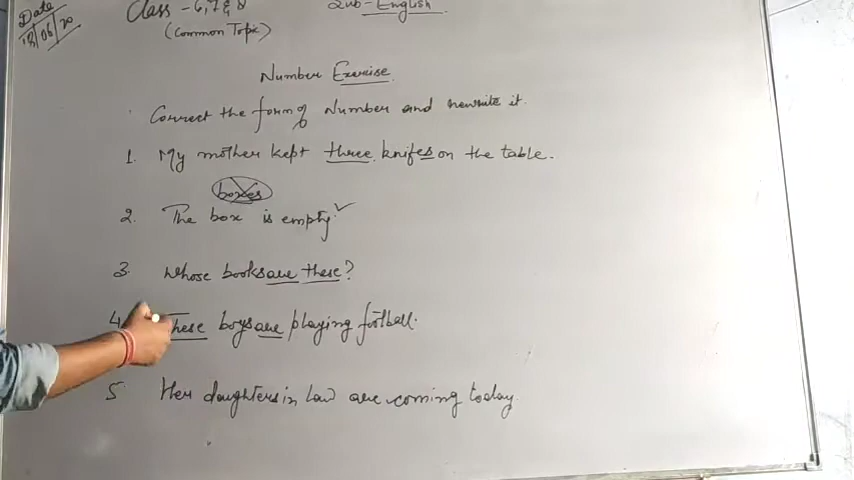 Date
18/06/20
Class - 6, 7 & 8
Sub - English
(Common Topic)
Number Exercise
Correct the form of Number and rewrite it.
1. My mother kept three knifes on the table.
boxes
2. The box is empty.
3. Whose books are these?
4 These boys are playing football.
5 Her daughters in law are coming today.